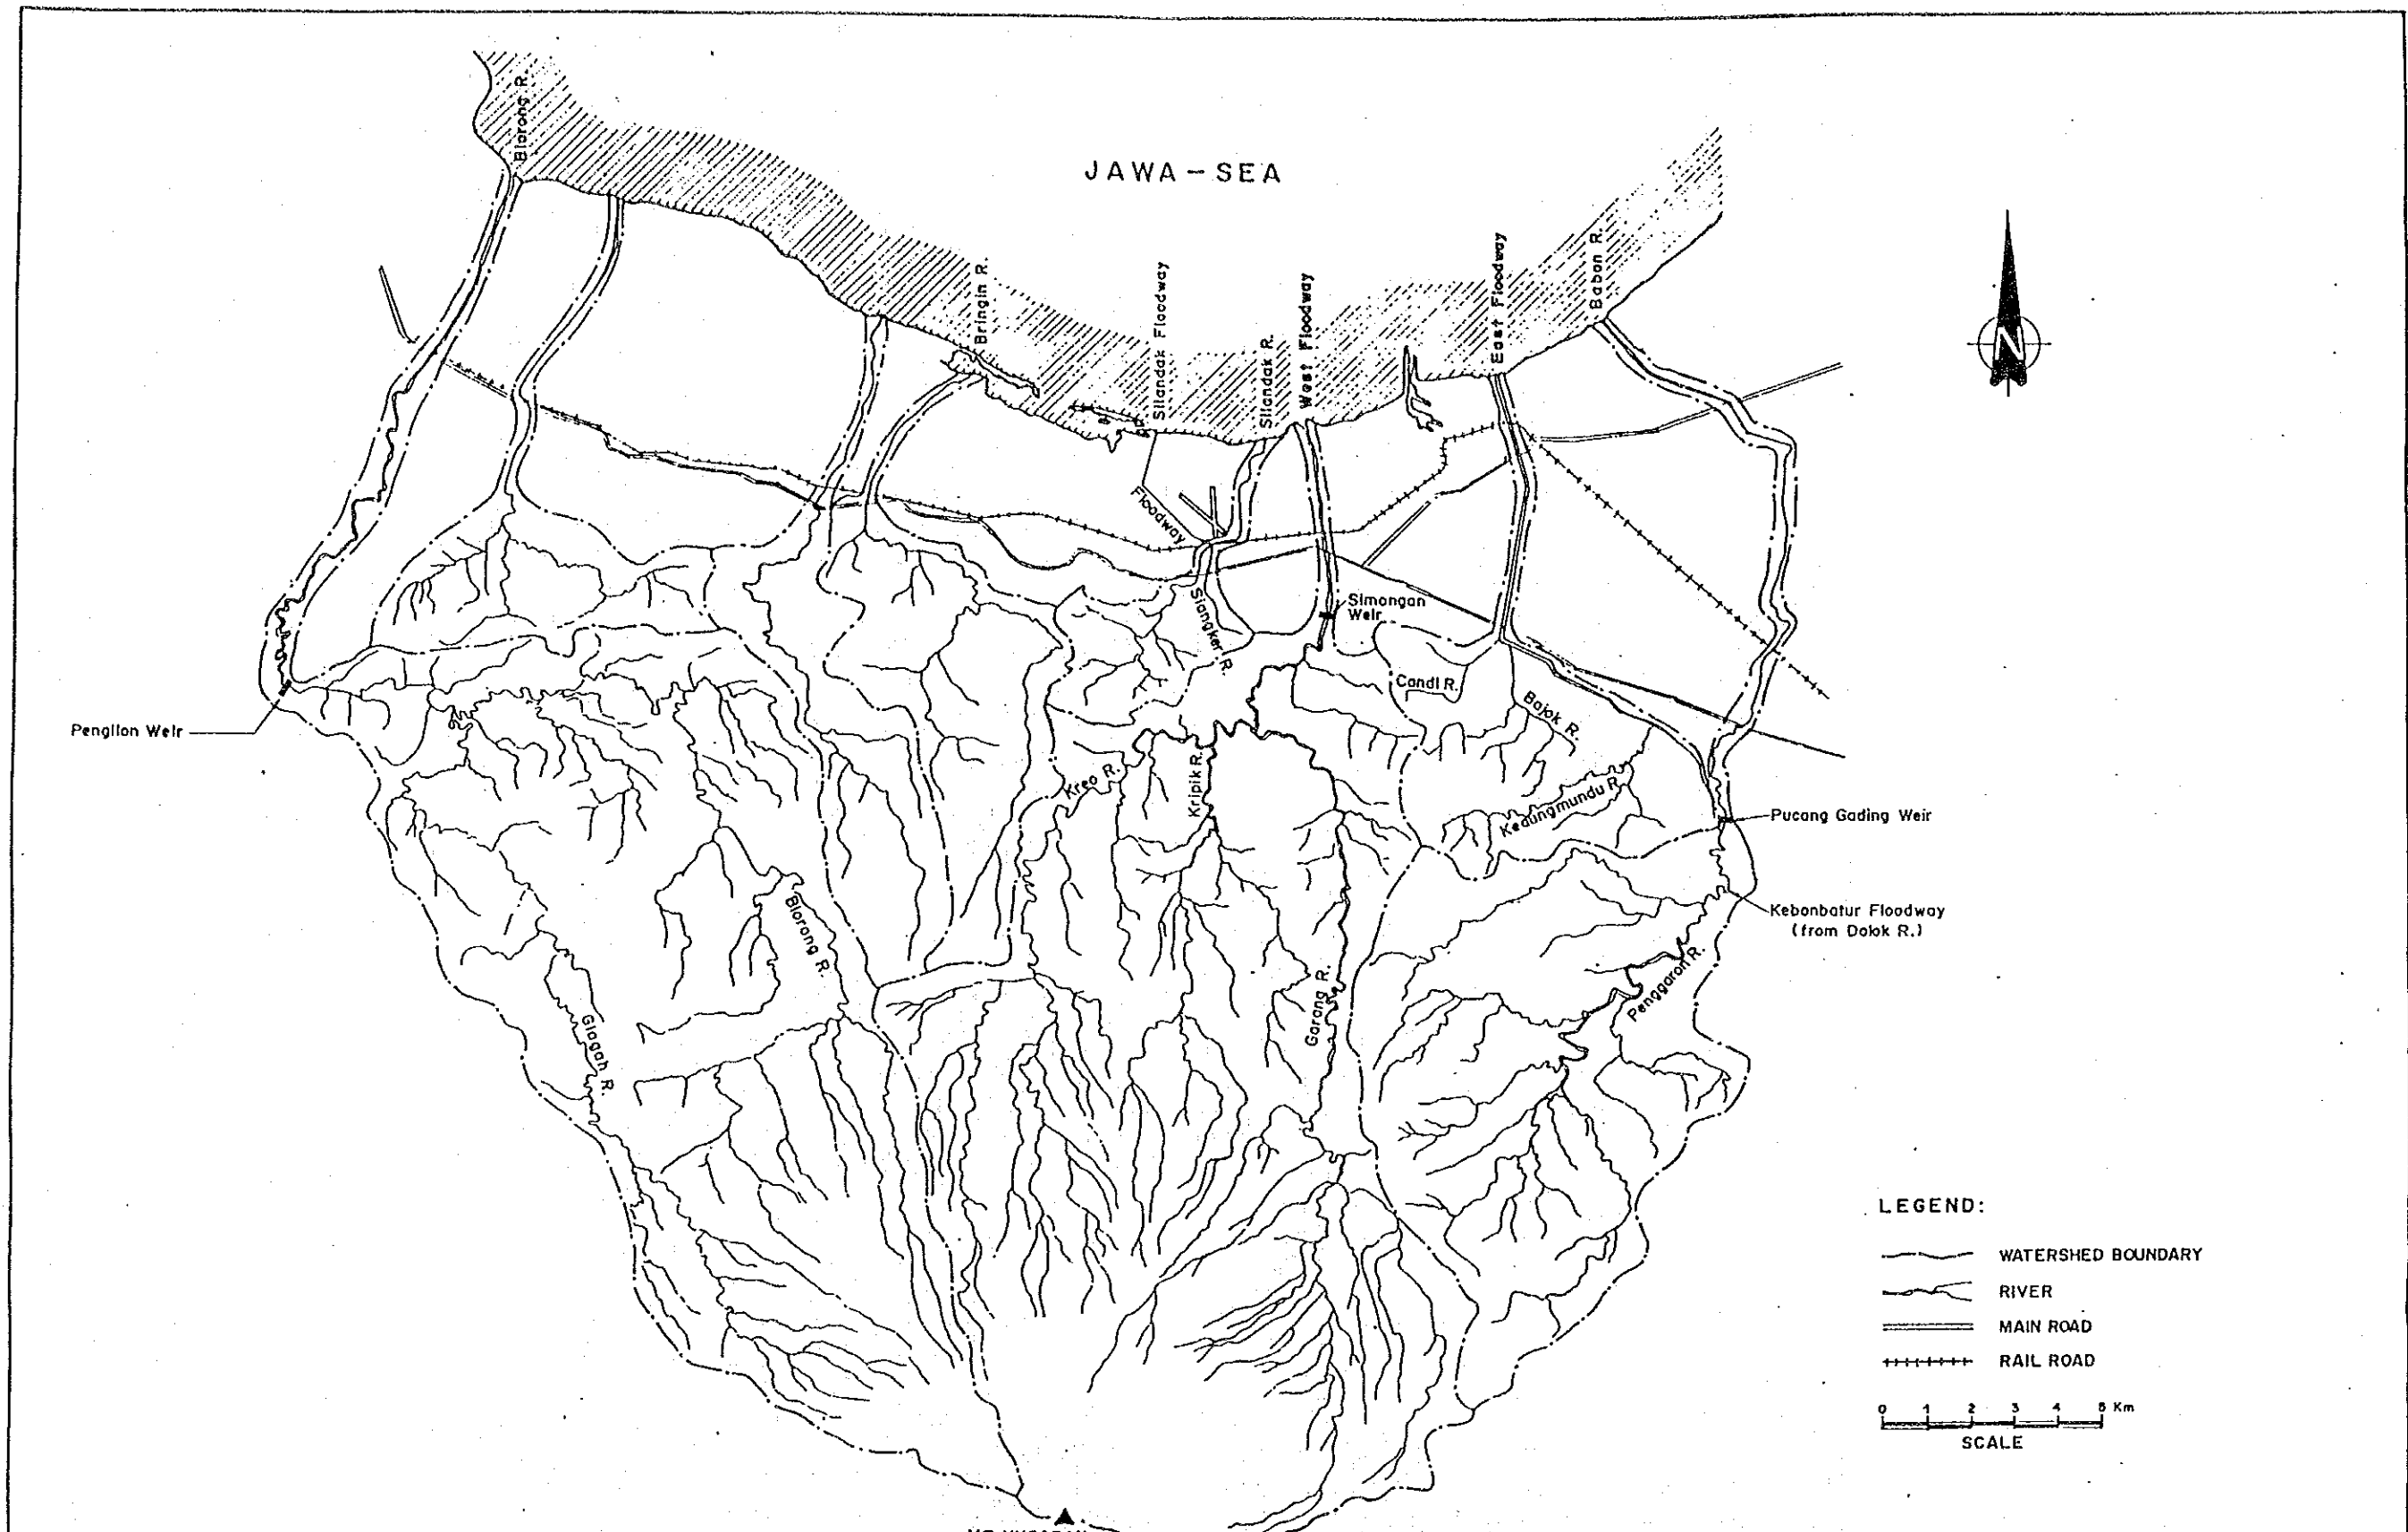 JAWA-SEA
Blorong R.
Bringin R.
Silandak Floodway
Silandak R.
West Floodway
East Floodway
Babon R.
N
Floodway
Siangker R.
Simongan
Weir
Candi R.
Bajok R.
Penglion Weir
Kreo R.
Kripik R.
Kedungmundu R.
Pucang Gading Weir
Kebonbatur Floodway
(from Dolok R.)
Blorong R.
Garang R.
Penggaron R.
Glagah R.
LEGEND:
WATERSHED BOUNDARY
RIVER
MAIN ROAD
RAIL ROAD
0 1 2 3 4 5 Km
SCALE